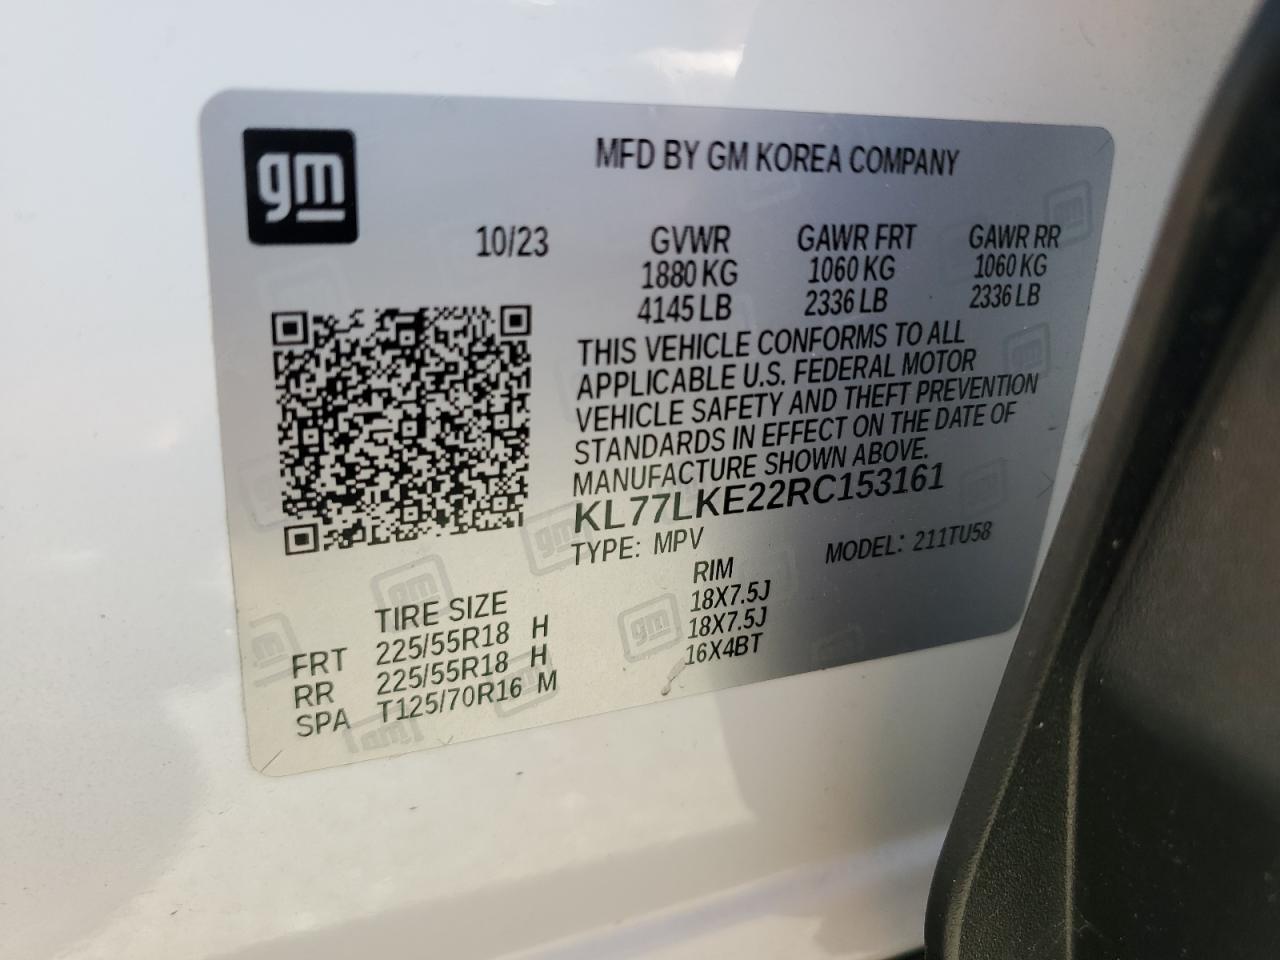 gm
MFD BY GM KOREA COMPANY
10/23 GVWR GAWR FRT GAWR RR
1880 KG 1060 KG 1060 KG
4145 LB 2336 LB 2336 LB
THIS VEHICLE CONFORMS TO ALL
APPLICABLE U.S. FEDERAL MOTOR
VEHICLE SAFETY AND THEFT PREVENTION
STANDARDS IN EFFECT ON THE DATE OF
MANUFACTURE SHOWN ABOVE.
KL77LKE22RC153161
TYPE: MPV MODEL: 211TU58
TIRE SIZE RIM
FRT 225/55R18 H 18X7.5J
RR 225/55R18 H 18X7.5J
SPA T125/70R16 M 16X4BT